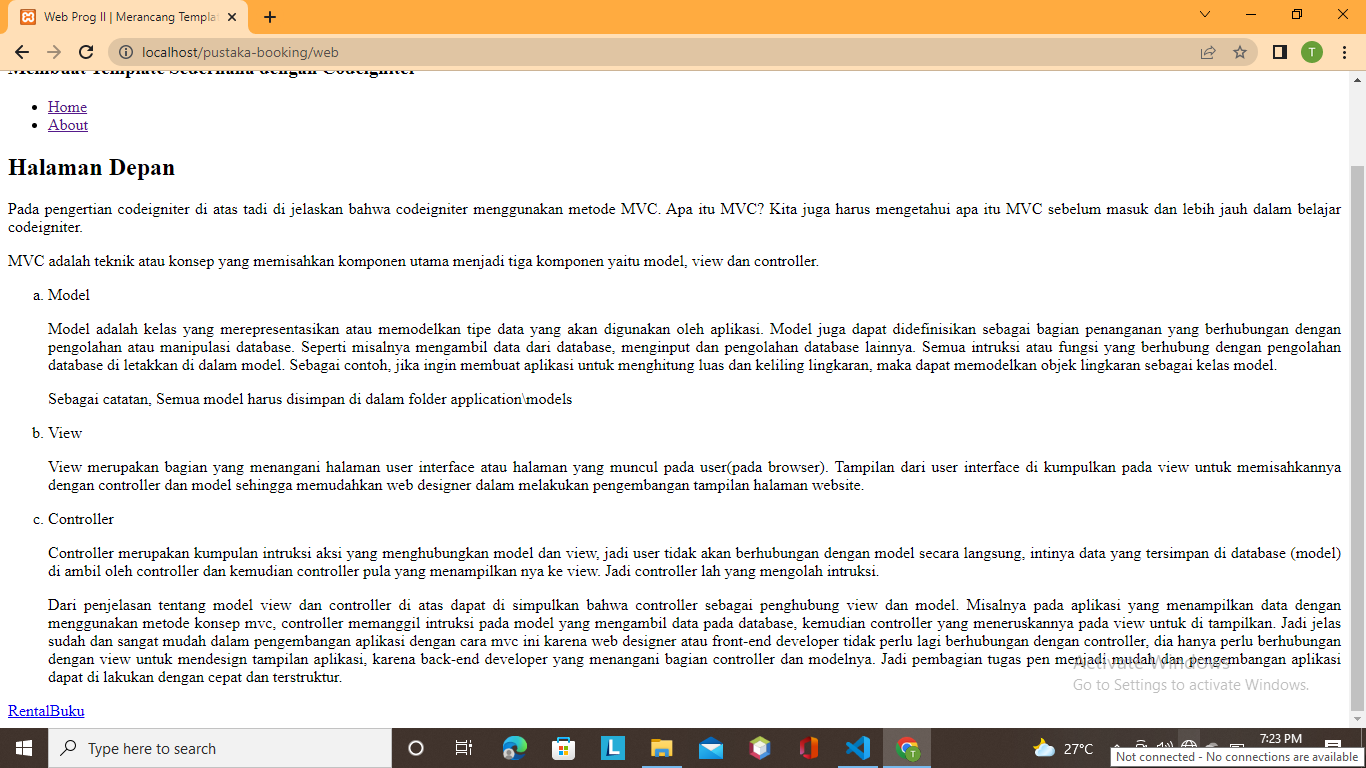 Web Prog II | Merancang Templa
localhost/pustaka-booking/web
T
Membuat Template Sederhana dengan Codeigniter
Home
About
Halaman Depan
Pada pengertian codeigniter di atas tadi di jelaskan bahwa codeigniter menggunakan metode MVC. Apa itu MVC? Kita juga harus mengetahui apa itu MVC sebelum masuk dan lebih jauh dalam belajar
codeigniter.
MVC adalah teknik atau konsep yang memisahkan komponen utama menjadi tiga komponen yaitu model, view dan controller.
a. Model
Model adalah kelas yang merepresentasikan atau memodelkan tipe data yang akan digunakan oleh aplikasi. Model juga dapat didefinisikan sebagai bagian penanganan yang berhubungan dengan
pengolahan atau manipulasi database. Seperti misalnya mengambil data dari database, menginput dan pengolahan database lainnya. Semua intruksi atau fungsi yang berhubung dengan pengolahan
database di letakkan di dalam model. Sebagai contoh, jika ingin membuat aplikasi untuk menghitung luas dan keliling lingkaran, maka dapat memodelkan objek lingkaran sebagai kelas model.
Sebagai catatan, Semua model harus disimpan di dalam folder application\models
b. View
View merupakan bagian yang menangani halaman user interface atau halaman yang muncul pada user(pada browser). Tampilan dari user interface di kumpulkan pada view untuk memisahkannya
dengan controller dan model sehingga memudahkan web designer dalam melakukan pengembangan tampilan halaman website.
c. Controller
Controller merupakan kumpulan intruksi aksi yang menghubungkan model dan view, jadi user tidak akan berhubungan dengan model secara langsung, intinya data yang tersimpan di database (model)
di ambil oleh controller dan kemudian controller pula yang menampilkan nya ke view. Jadi controller lah yang mengolah intruksi.
Dari penjelasan tentang model view dan controller di atas dapat di simpulkan bahwa controller sebagai penghubung view dan model. Misalnya pada aplikasi yang menampilkan data dengan
menggunakan metode konsep mvc, controller memanggil intruksi pada model yang mengambil data pada database, kemudian controller yang meneruskannya pada view untuk di tampilkan. Jadi jelas
sudah dan sangat mudah dalam pengembangan aplikasi dengan cara mvc ini karena web designer atau front-end developer tidak perlu lagi berhubungan dengan controller, dia hanya perlu berhubungan
dengan view untuk mendesign tampilan aplikasi, karena back-end developer yang menangani bagian controller dan modelnya. Jadi pembagian tugas pen menjadi mudah dan pengembangan aplikasi
dapat di lakukan dengan cepat dan terstruktur.
Activate Windows
Go to Settings to activate Windows.
RentalBuku
Type here to search
L
T
27°C
7:23 PM
Not connected - No connections are available